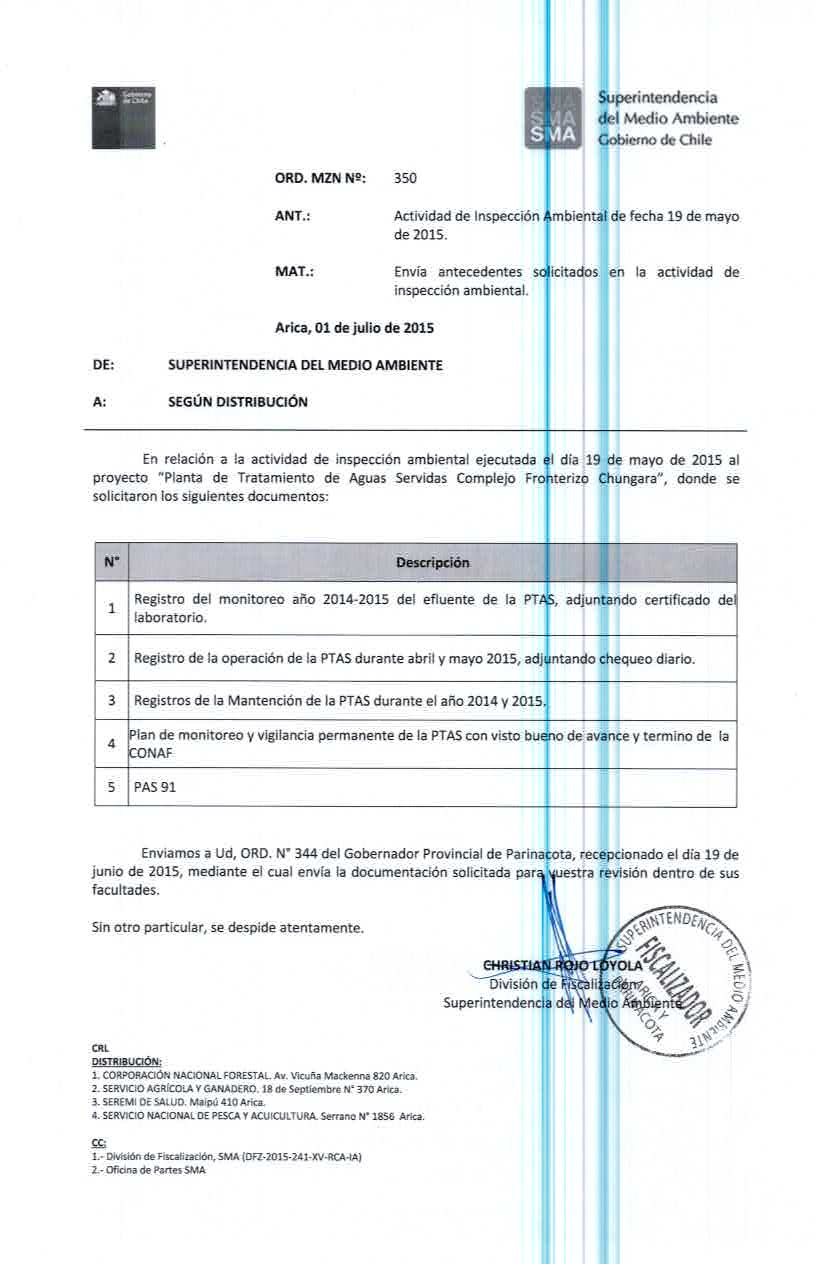 Gobierno
de Chile
SMA
SMA
SMA
Superintendencia
del Medio Ambiente
Gobierno de Chile
ORD. MZN Nº: 350
ANT.: Actividad de Inspección Ambiental de fecha 19 de mayo
de 2015.
MAT.: Envía antecedentes solicitados en la actividad de
inspección ambiental.
Arica, 01 de julio de 2015
DE: SUPERINTENDENCIA DEL MEDIO AMBIENTE
A: SEGÚN DISTRIBUCIÓN
En relación a la actividad de inspección ambiental ejecutada el día 19 de mayo de 2015 al
proyecto "Planta de Tratamiento de Aguas Servidas Complejo Fronterizo Chungara", donde se
solicitaron los siguientes documentos:
N° Descripción
1 Registro del monitoreo año 2014-2015 del efluente de la PTAS, adjuntando certificado del
laboratorio.
2 Registro de la operación de la PTAS durante abril y mayo 2015, adjuntando chequeo diario.
3 Registros de la Mantención de la PTAS durante el año 2014 y 2015.
4 Plan de monitoreo y vigilancia permanente de la PTAS con visto bueno de avance y termino de la
CONAF
5 PAS 91
Enviamos a Ud, ORD. N° 344 del Gobernador Provincial de Parinacota, recepcionado el día 19 de
junio de 2015, mediante el cual envía la documentación solicitada para vuestra revisión dentro de sus
facultades.
Sin otro particular, se despide atentamente.
CHRISTIAN ROJO LOYOLA
División de Fiscalización
Superintendencia del Medio Ambiente
SUPERINTENDENCIA DEL MEDIO AMBIENTE
FISCALIZADOR
ARICA Y
PARINACOTA
CRL
DISTRIBUCIÓN:
1. CORPORACIÓN NACIONAL FORESTAL. Av. Vicuña Mackenna 820 Arica.
2. SERVICIO AGRÍCOLA Y GANADERO. 18 de Septiembre N° 370 Arica.
3. SEREMI DE SALUD. Maipú 410 Arica.
4. SERVICIO NACIONAL DE PESCA Y ACUICULTURA. Serrano N° 1856 Arica.
CC:
1.- División de Fiscalización, SMA (DFZ-2015-241-XV-RCA-IA)
2.- Oficina de Partes SMA